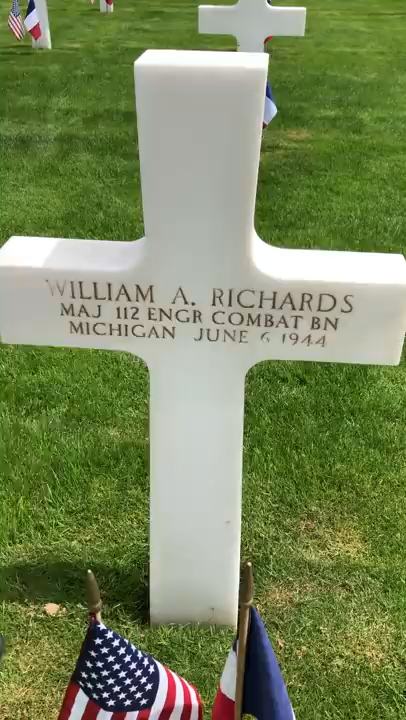 WILLIAM A. RICHARDS
MAJ 112 ENGR COMBAT BN
MICHIGAN JUNE 6 1944